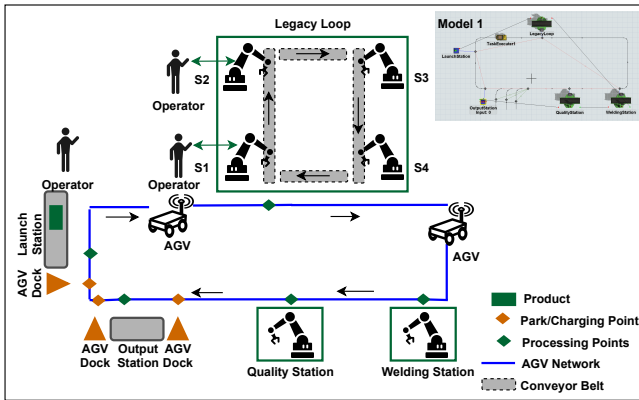 Legacy Loop
Model 1
LegacyLoop
TaskExecuter1
LaunchStation
OutputStation
Input: 0
QualityStation
WeldingStation
S2
Operator
S3
S1
Operator
S4
Operator
Launch
Station
AGV
AGV
AGV
Dock
AGV
Dock
Output
Station
AGV
Dock
Quality Station
Welding Station
Product
Park/Charging Point
Processing Points
AGV Network
Conveyor Belt